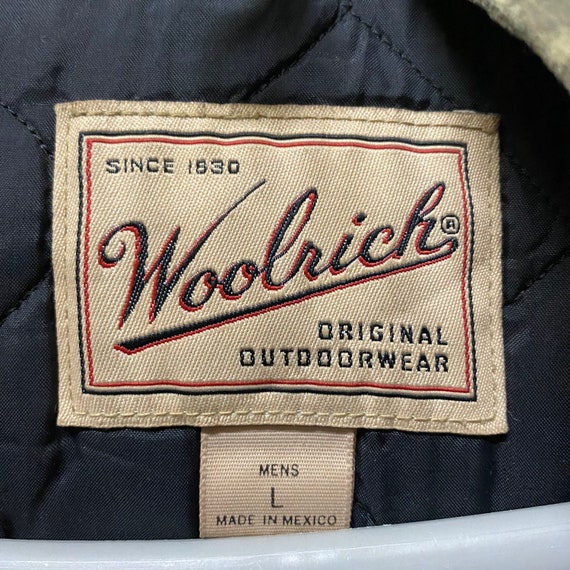 SINCE 1830
Woolrich®
ORIGINAL
OUTDOORWEAR
MENS
L
MADE IN MEXICO